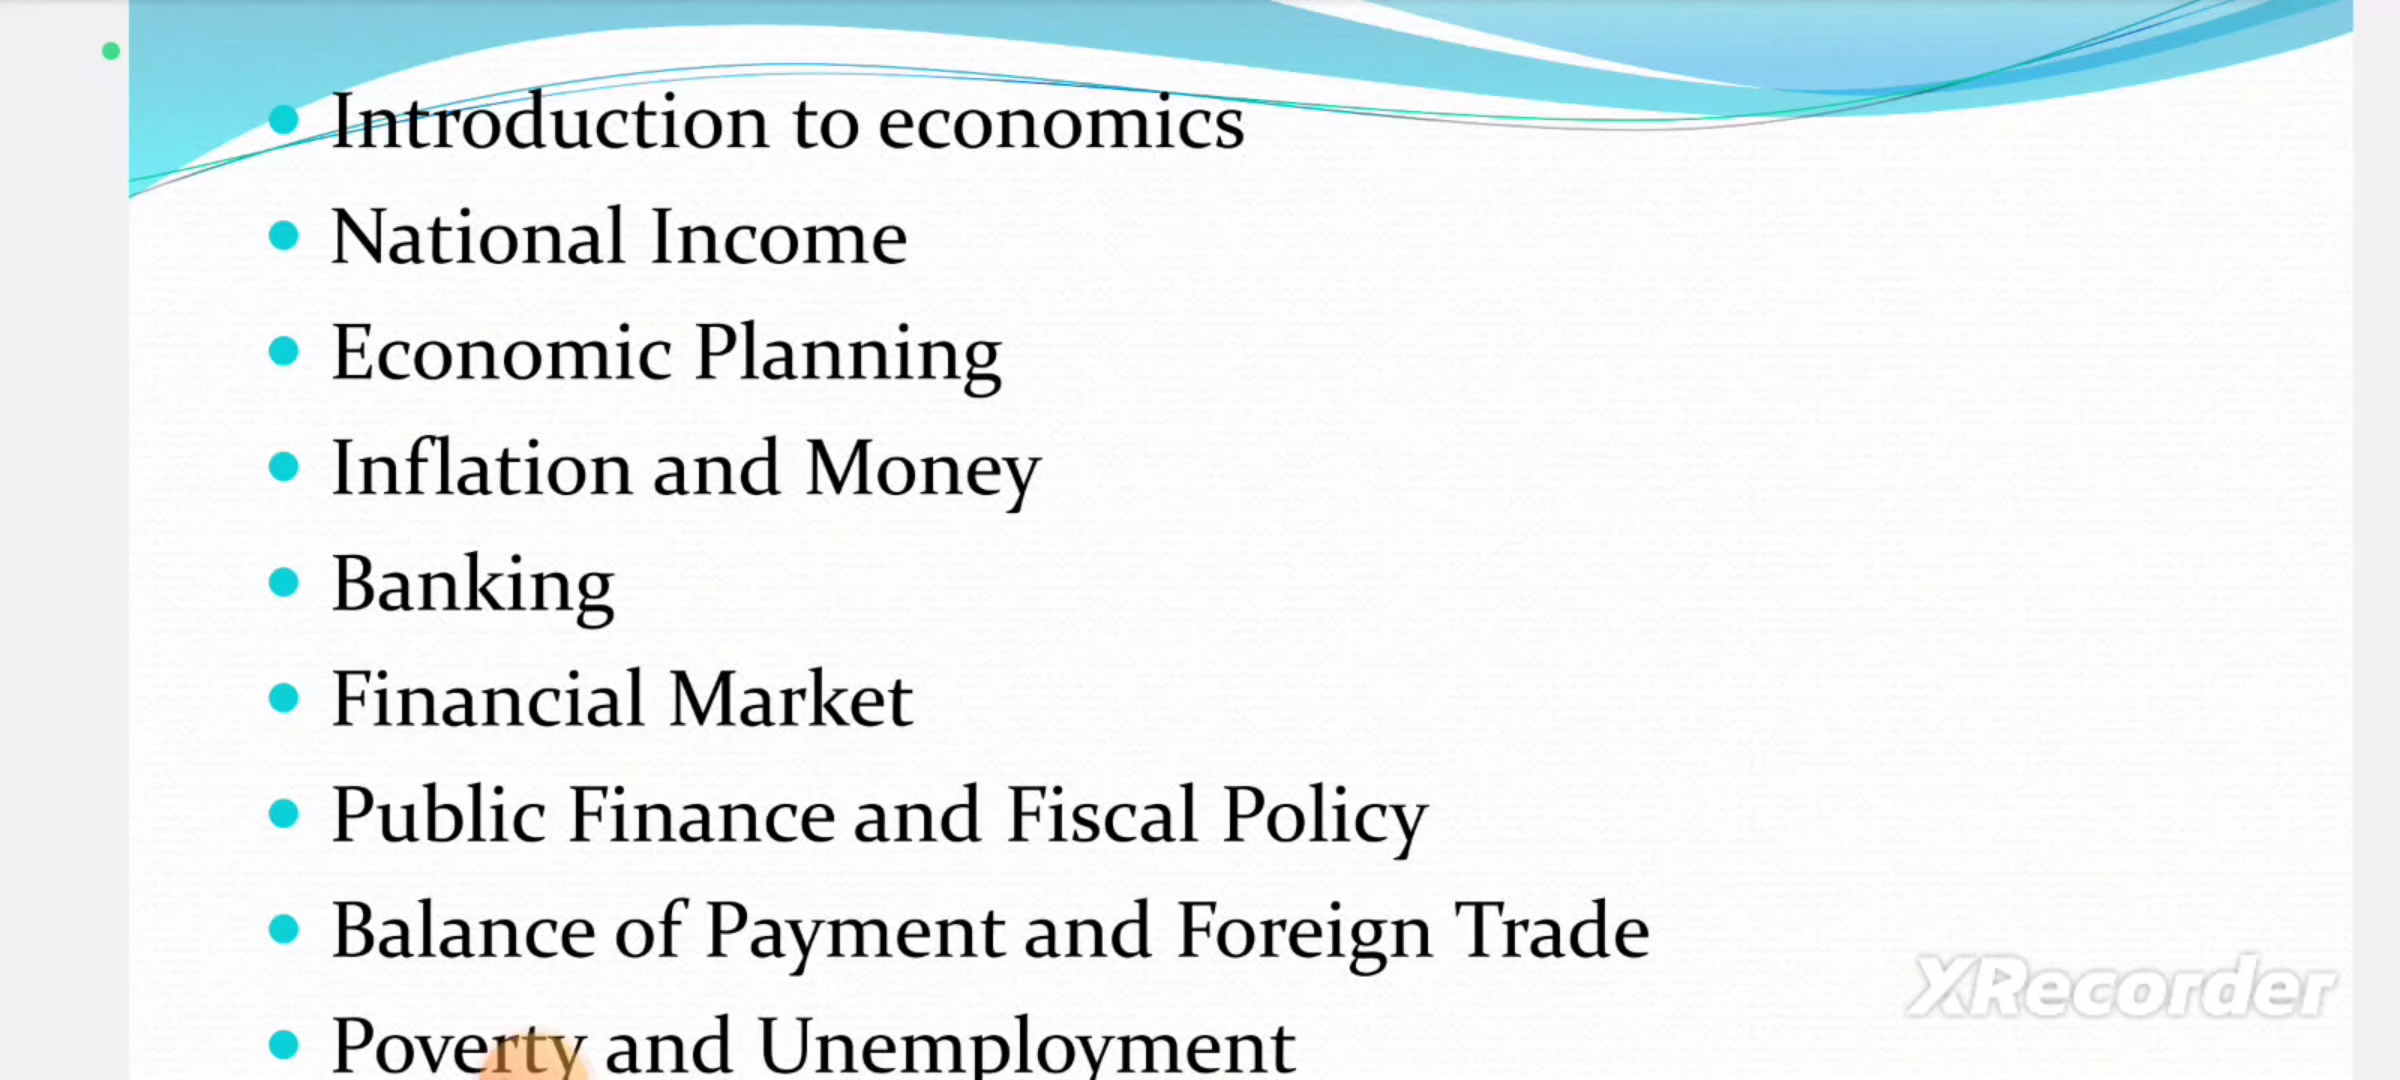 Introduction to economics
National Income
Economic Planning
Inflation and Money
Banking
Financial Market
Public Finance and Fiscal Policy
Balance of Payment and Foreign Trade
XRecorder
Poverty and Unemployment